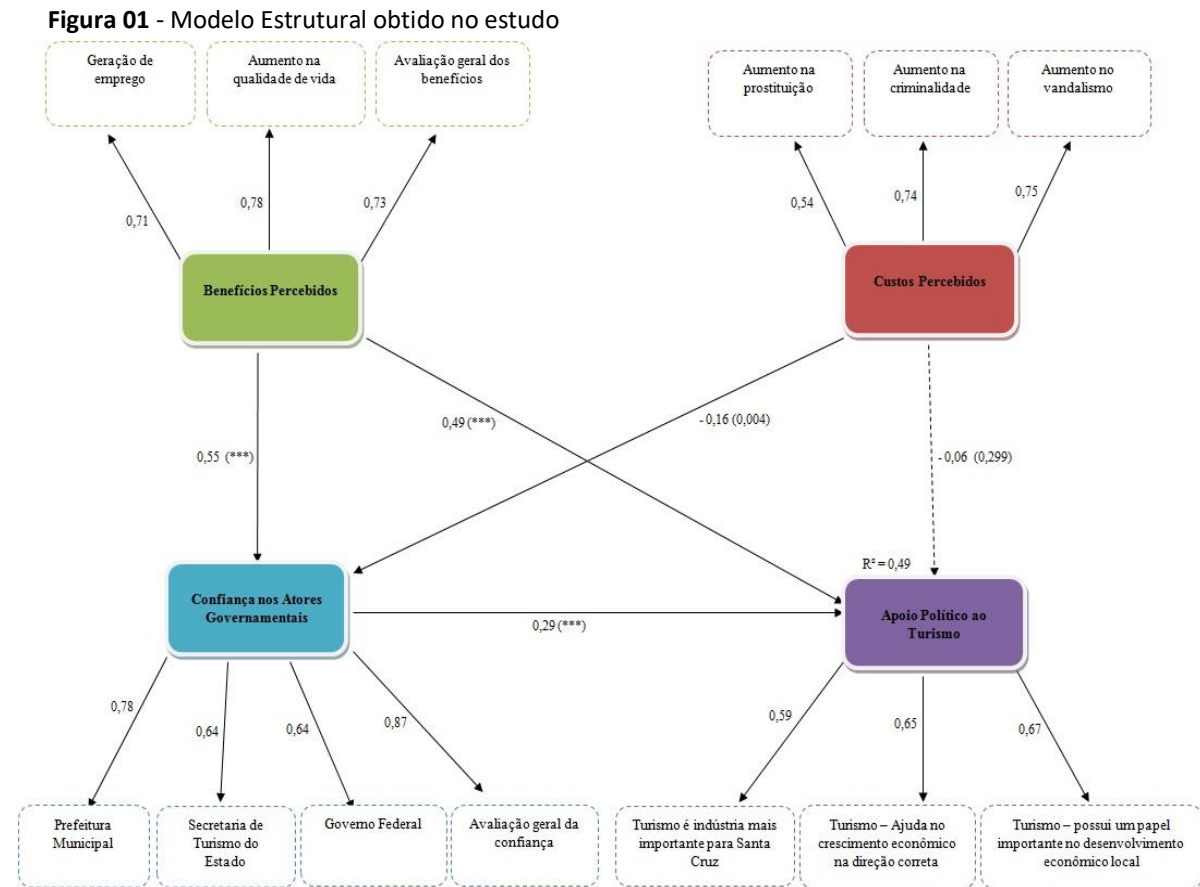 Figura 01 - Modelo Estrutural obtido no estudo
Geração de
emprego
Aumento na
qualidade de vida
Avaliação geral dos
benefícios
Aumento na
prostituição
Aumento na
criminalidade
Aumento no
vandalismo
0,71
0,78
0,73
0,54
0,74
0,75
Benefícios Percebidos
Custos Percebidos
0,55 (***)
0,49 (***)
- 0,16 (0,004)
- 0,06 (0,299)
R² = 0,49
Confiança nos Atores
Governamentais
Apoio Político ao
Turismo
0,29 (***)
0,78
0,64
0,64
0,87
0,59
0,65
0,67
Prefeitura
Municipal
Secretaria de
Turismo do
Estado
Governo Federal
Avaliação geral da
confiança
Turismo é indústria mais
importante para Santa
Cruz
Turismo – Ajuda no
crescimento econômico
na direção correta
Turismo – possui um papel
importante no desenvolvimento
econômico local